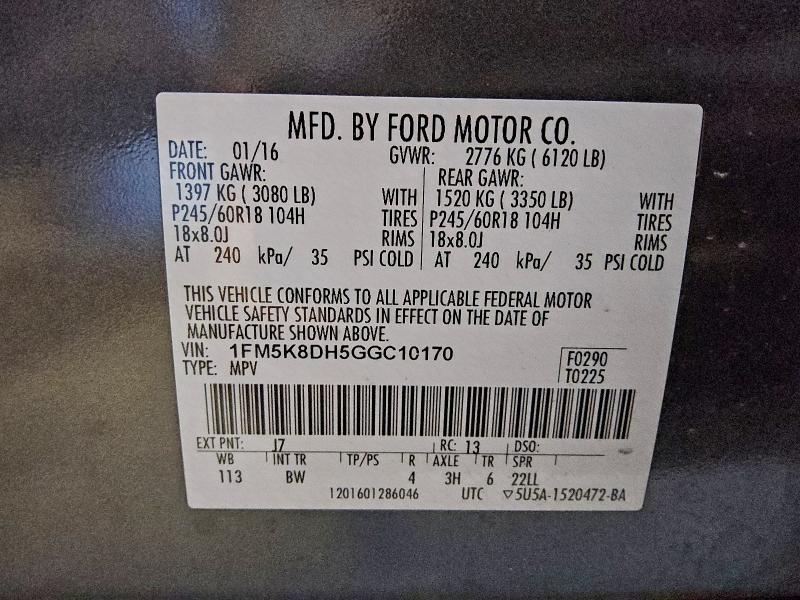 MFD. BY FORD MOTOR CO.
DATE: 01/16 GVWR: 2776 KG ( 6120 LB)
FRONT GAWR: REAR GAWR:
1397 KG ( 3080 LB) WITH 1520 KG ( 3350 LB) WITH
P245/60R18 104H TIRES P245/60R18 104H TIRES
18x8.0J RIMS 18x8.0J RIMS
AT 240 kPa/ 35 PSI COLD AT 240 kPa/ 35 PSI COLD
THIS VEHICLE CONFORMS TO ALL APPLICABLE FEDERAL MOTOR
VEHICLE SAFETY STANDARDS IN EFFECT ON THE DATE OF
MANUFACTURE SHOWN ABOVE.
VIN: 1FM5K8DH5GGC10170 F0290
TYPE: MPV T0225
EXT PNT: J7 RC: 13 DSO:
WB INT TR TP/PS R AXLE TR SPR
113 BW 4 3H 6 22LL
1201601286046 UTC ▽5U5A-1520472-BA